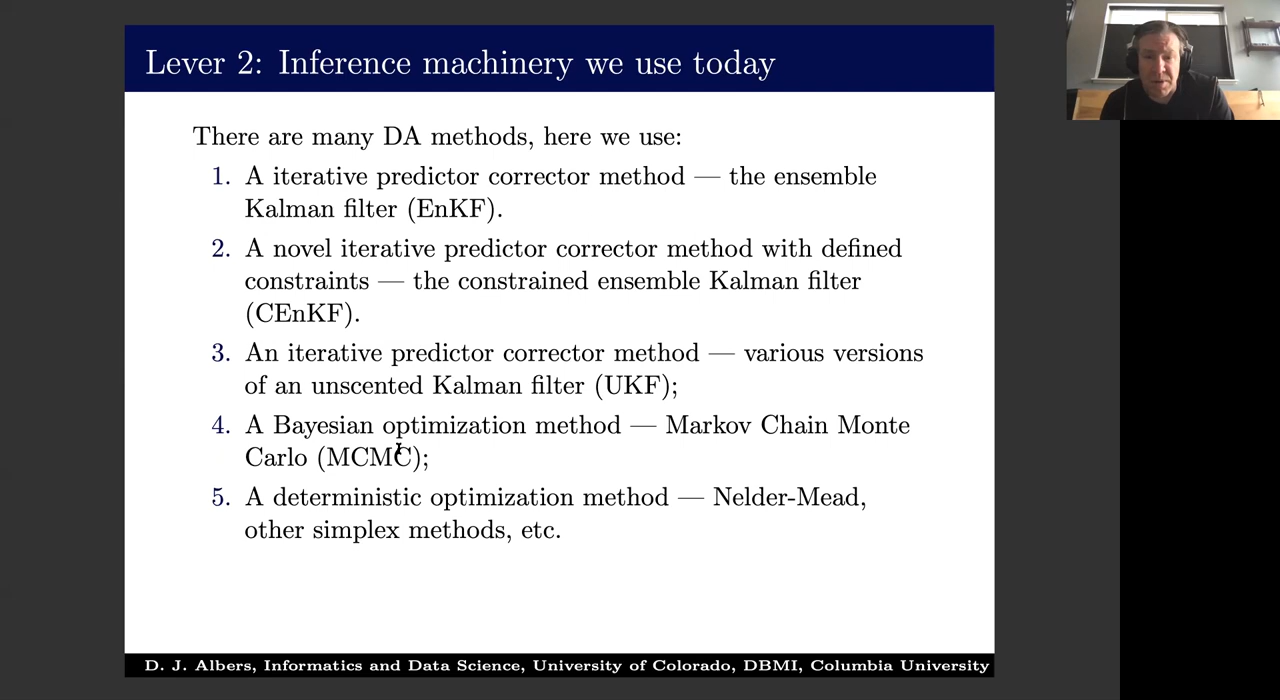 Lever 2: Inference machinery we use today
There are many DA methods, here we use:
1. A iterative predictor corrector method — the ensemble
Kalman filter (EnKF).
2. A novel iterative predictor corrector method with defined
constraints — the constrained ensemble Kalman filter
(CEnKF).
3. An iterative predictor corrector method — various versions
of an unscented Kalman filter (UKF);
4. A Bayesian optimization method — Markov Chain Monte
Carlo (MCMC);
5. A deterministic optimization method — Nelder-Mead,
other simplex methods, etc.
D. J. Albers, Informatics and Data Science, University of Colorado, DBMI, Columbia University